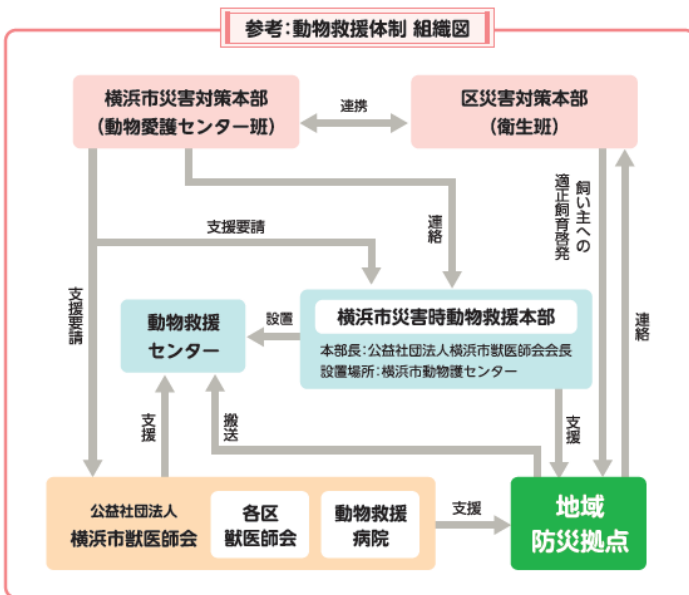 参考：動物救援体制 組織図
横浜市災害対策本部
（動物愛護センター班）
連携
区災害対策本部
（衛生班）
支援要請
連絡
飼い主への
適正飼育啓発
支援要請
連絡
動物救援
センター
設置
横浜市災害時動物救援本部
本部長：公益社団法人横浜市獣医師会会長
設置場所：横浜市動物護センター
支援
搬送
支援
公益社団法人
横浜市獣医師会
各区
獣医師会
動物救援
病院
支援
地域
防災拠点